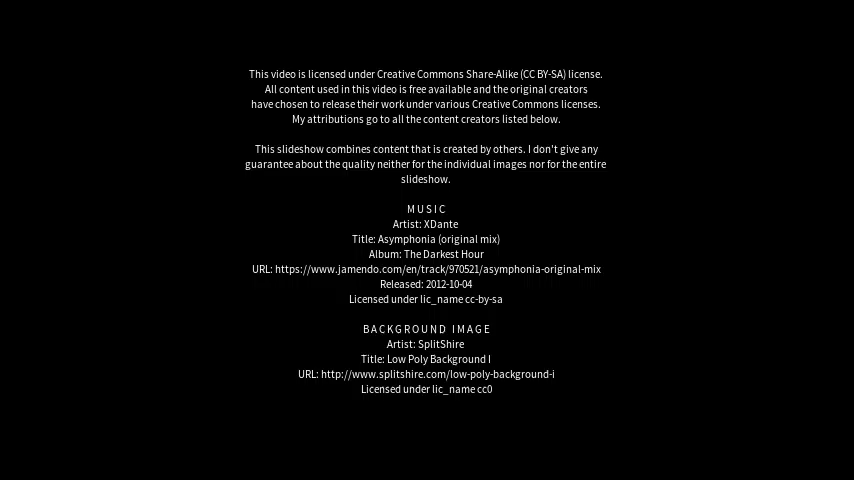 This video is licensed under Creative Commons Share-Alike (CC BY-SA) license.
All content used in this video is free available and the original creators
have chosen to release their work under various Creative Commons licenses.
My attributions go to all the content creators listed below.
This slideshow combines content that is created by others. I don't give any
guarantee about the quality neither for the individual images nor for the entire
slideshow.
MUSIC
Artist: XDante
Title: Asymphonia (original mix)
Album: The Darkest Hour
URL: https://www.jamendo.com/en/track/970521/asymphonia-original-mix
Released: 2012-10-04
Licensed under lic_name cc-by-sa
BACKGROUND IMAGE
Artist: SplitShire
Title: Low Poly Background I
URL: http://www.splitshire.com/low-poly-background-i
Licensed under lic_name cc0